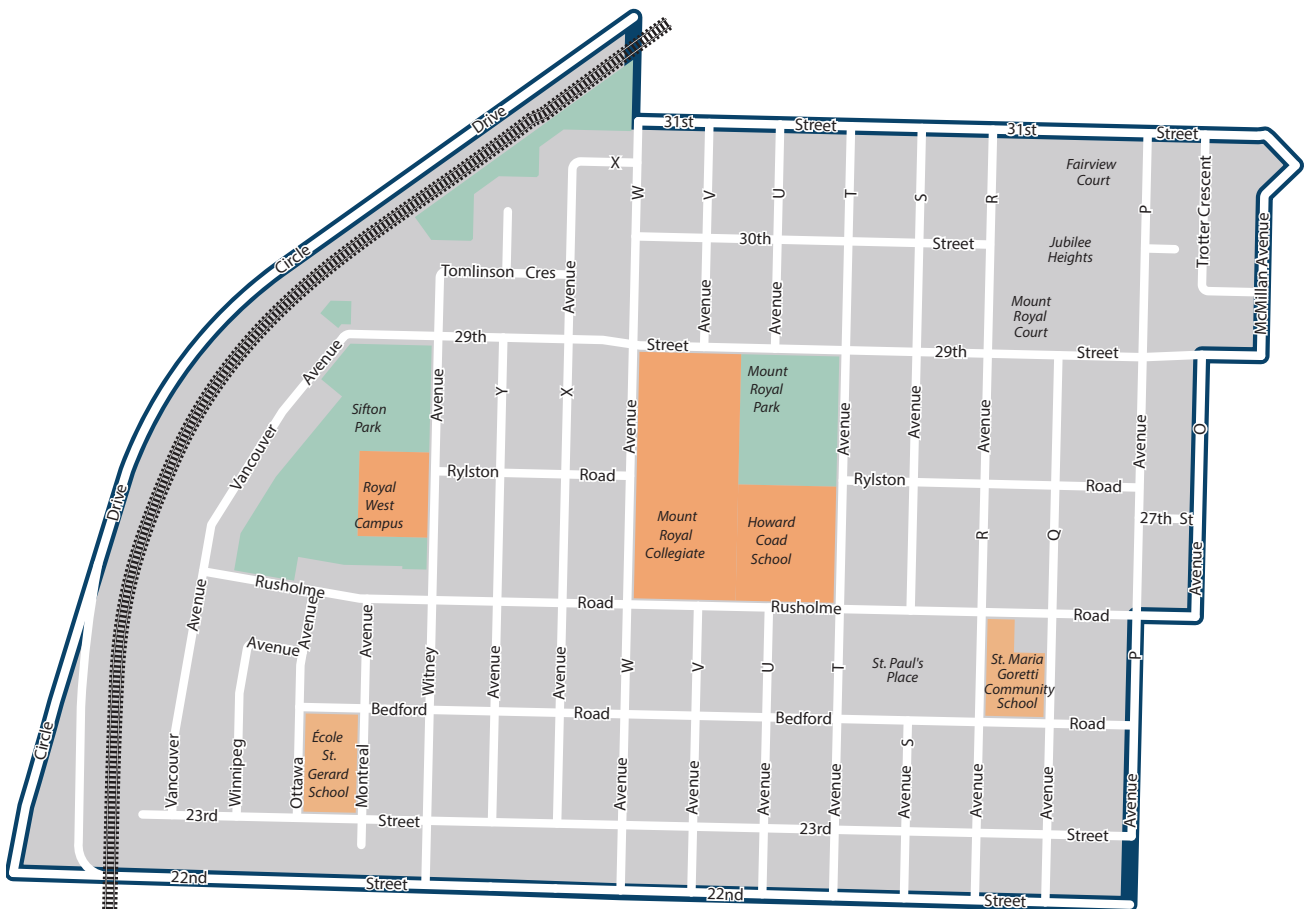 Drive
31st
Street
31st
Street
X
W
V
U
T
S
R
P
Fairview
Court
Trotter Crescent
McMillan Avenue
Circle
30th
Street
Jubilee
Heights
Tomlinson Cres
Avenue
Avenue
Avenue
Mount
Royal
Court
29th
Street
29th
Street
Avenue
Vancouver
Sifton
Park
Avenue
Y
X
Avenue
Mount
Royal
Park
Avenue
Avenue
Avenue
Avenue
O
Rylston
Road
Rylston
Road
Royal
West
Campus
Drive
Mount
Royal
Collegiate
Howard
Coad
School
R
Q
27th St
Avenue
Rusholme
Road
Rusholme
Road
Avenue
Avenue
Avenue
Avenue
Witney
Avenue
Avenue
W
V
U
T
St. Paul's
Place
St. Maria
Goretti
Community
School
P
Bedford
Road
Bedford
Road
Circle
École
St.
Gerard
School
Vancouver
Winnipeg
Ottawa
Montreal
Avenue
Avenue
Avenue
Avenue
Avenue
S
Avenue
Avenue
Avenue
23rd
Street
23rd
Street
22nd
Street
22nd
Street